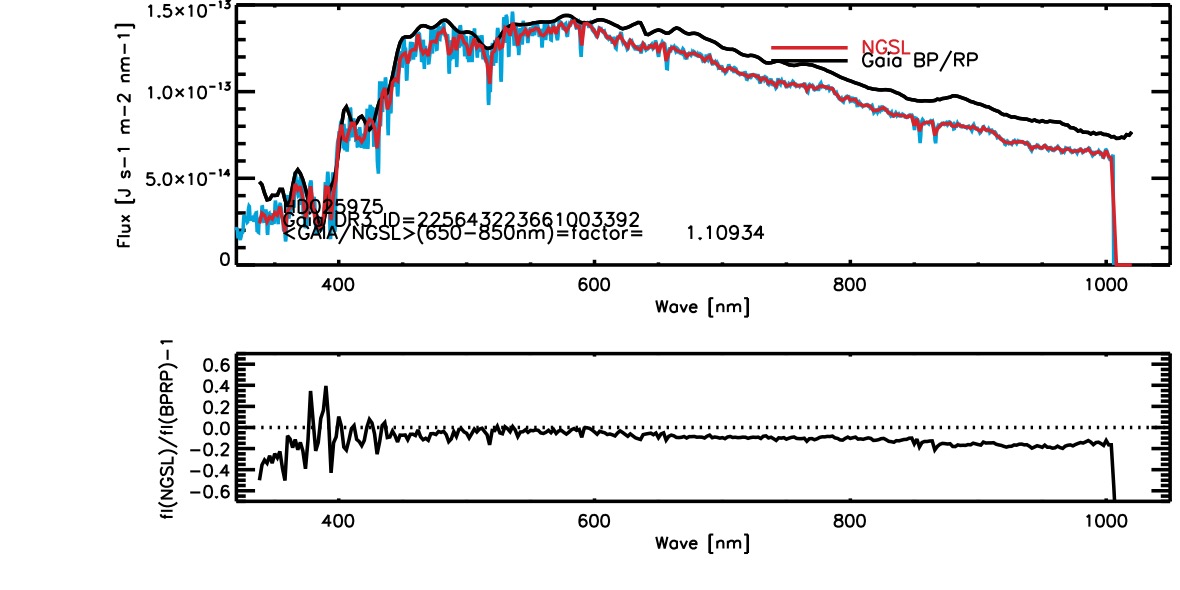 1.5×10−13
1.0×10−13
5.0×10−14
0
Flux [J s−1 m−2 nm−1]
NGSL
Gaia BP/RP
HD025975
Gaia DR3 ID=225643223661003392
<GAIA/NGSL>(650−850nm)=factor= 1.10934
400 600 800 1000
Wave [nm]
fl(NGSL)/fl(BPRP)−1
0.6
0.4
0.2
0.0
−0.2
−0.4
−0.6
400 600 800 1000
Wave [nm]